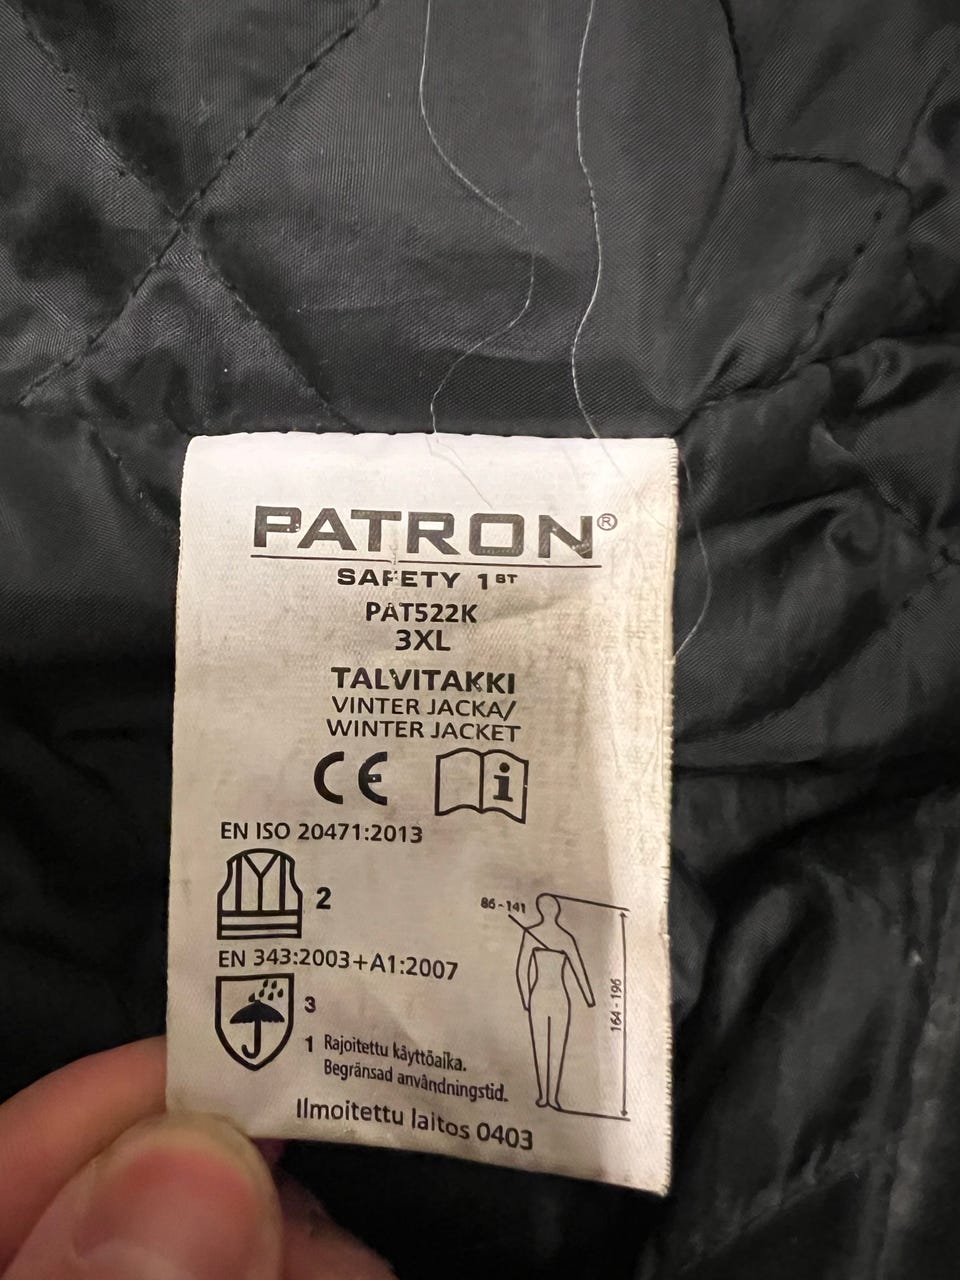 PATRON®
SAFETY 1ST
PAT522K
3XL
TALVITAKKI
VINTER JACKA/
WINTER JACKET
CE i
EN ISO 20471:2013
2
86-141
EN 343:2003+A1:2007
3
164-196
1 Rajoitettu käyttöaika.
Begränsad användningstid.
Ilmoitettu laitos 0403